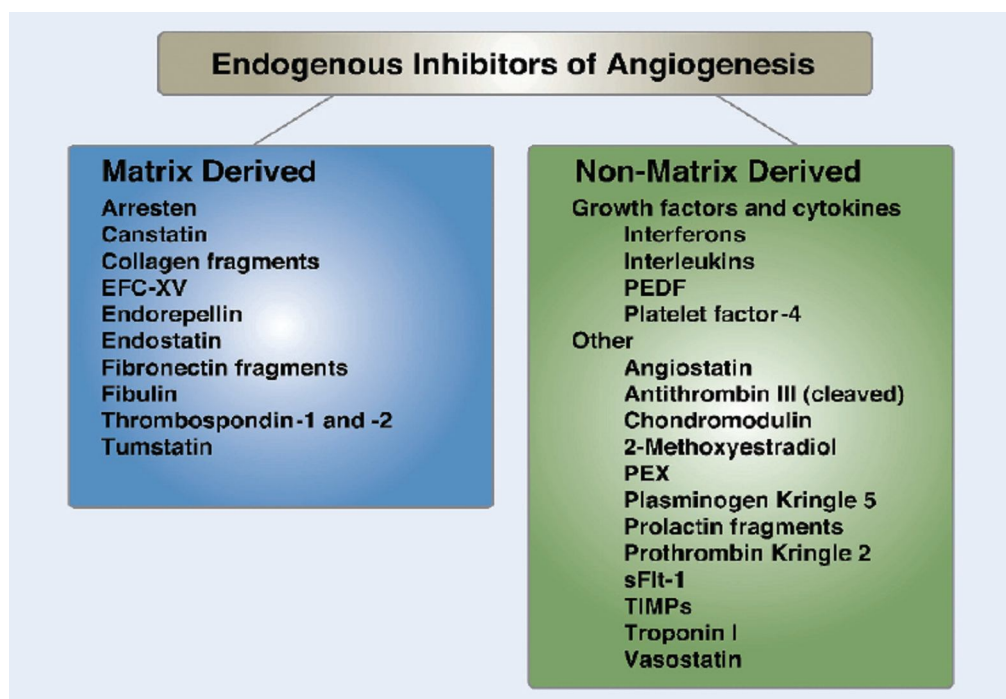 Endogenous Inhibitors of Angiogenesis
Matrix Derived
Arresten
Canstatin
Collagen fragments
EFC-XV
Endorepellin
Endostatin
Fibronectin fragments
Fibulin
Thrombospondin-1 and -2
Tumstatin
Non-Matrix Derived
Growth factors and cytokines
Interferons
Interleukins
PEDF
Platelet factor-4
Other
Angiostatin
Antithrombin III (cleaved)
Chondromodulin
2-Methoxyestradiol
PEX
Plasminogen Kringle 5
Prolactin fragments
Prothrombin Kringle 2
sFlt-1
TIMPs
Troponin I
Vasostatin